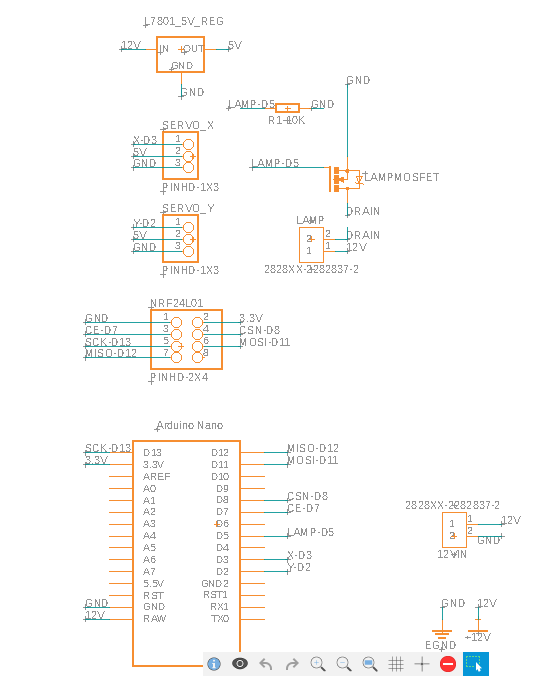 L7801_5V_REG
12V IN OUT 5V
GND
GND
GND
LAMP-D5 GND
R1-10K
SERVO_X
X-D3 1
5V 2
GND 3
PINHD-1X3
LAMP-D5
LAMPMOSFET
DRAIN
SERVO_Y
Y-D2 1
5V 2
GND 3
PINHD-1X3
LAMP
2 2 DRAIN
1 1 12V
2828XX-2282837-2
NRF24L01
GND 1 2 3.3V
CE-D7 3 4 CSN-D8
SCK-D13 5 6 MOSI-D11
MISO-D12 7 8
PINHD-2X4
Arduino Nano
SCK-D13 D13 D12 MISO-D12
3.3V 3.3V D11 MOSI-D11
AREF D10
A0 D9
A1 D8 CSN-D8
A2 D7 CE-D7
A3 D6
A4 D5 LAMP-D5
A5 D4
A6 D3 X-D3
A7 D2 Y-D2
5.5V GND2
RST RST1
GND GND RX1
12V RAW TX0
2828XX-2282837-2
1 1 12V
2 2 GND
12VIN
GND 12V
+12V
EGND